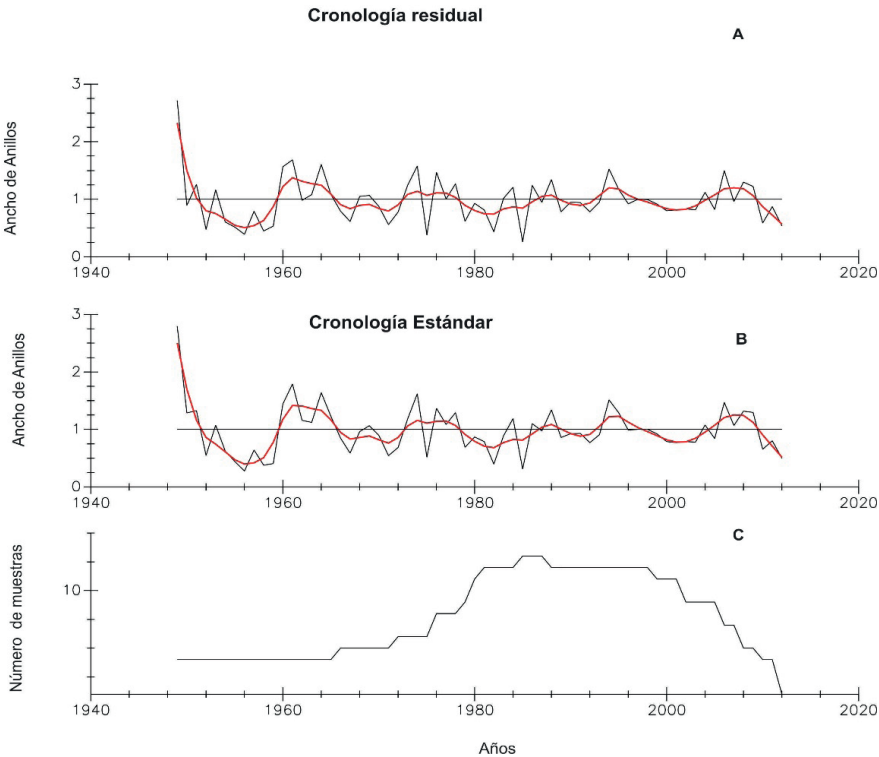 Cronología residual
A
Ancho de Anillos
3
2
1
0
1940 1960 1980 2000 2020
Cronología Estándar
B
Ancho de Anillos
3
2
1
0
1940 1960 1980 2000 2020
C
Número de muestras
10
1940 1960 1980 2000 2020
Años